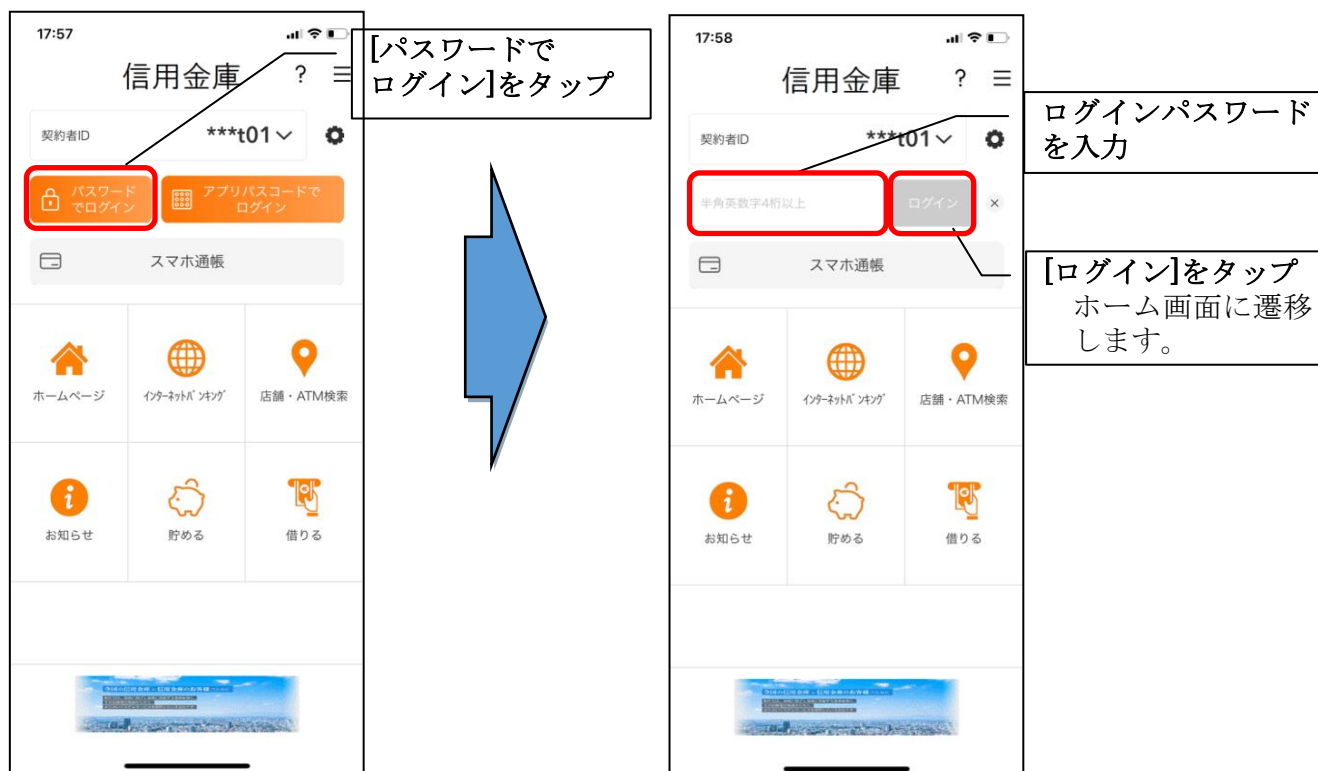 17:57
信用金庫 ?
契約者ID ***t01
パスワード
でログイン
アプリパスコードで
ログイン
スマホ通帳
ホームページ
インターネットバンキング
店舗・ATM検索
お知らせ
貯める
借りる
[パスワードで
ログイン]をタップ
17:58
信用金庫 ?
契約者ID ***t01
半角英数字4桁以上
ログイン ×
スマホ通帳
ホームページ
インターネットバンキング
店舗・ATM検索
お知らせ
貯める
借りる
ログインパスワード
を入力
[ログイン]をタップ
ホーム画面に遷移
します。